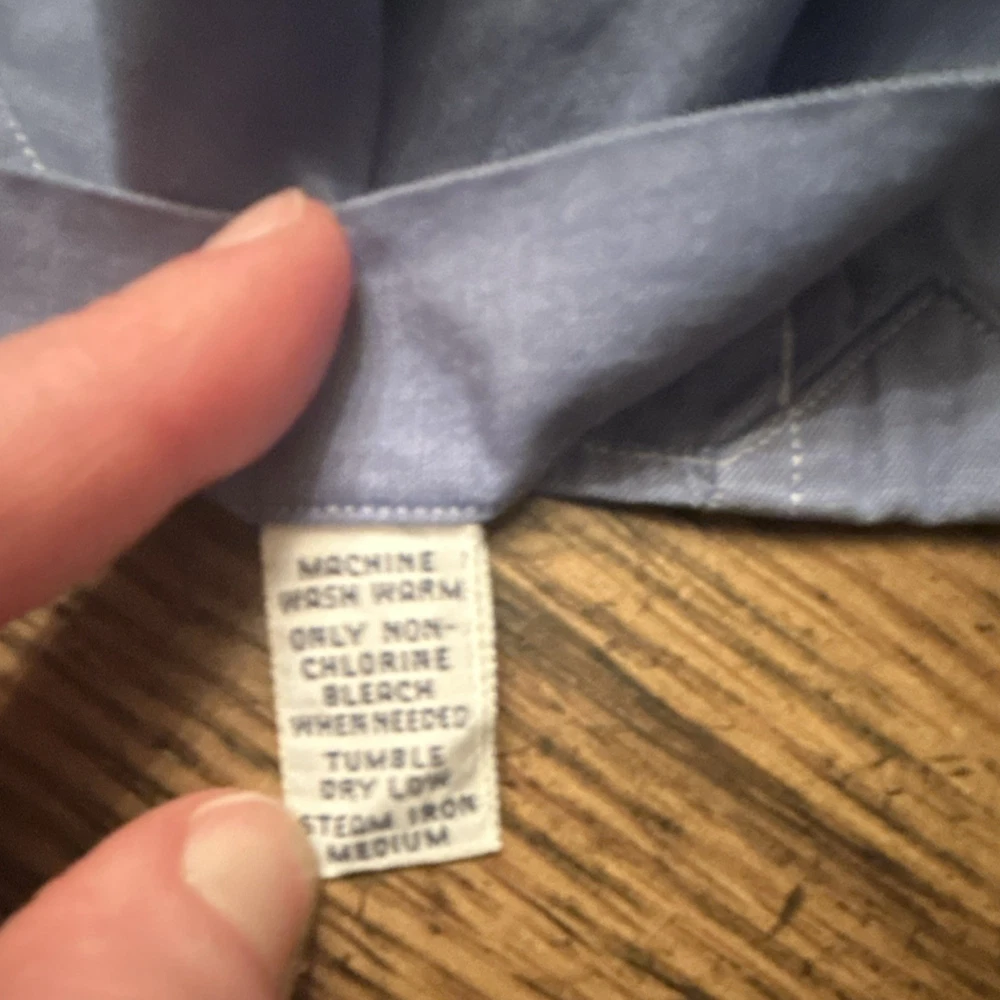 MACHINE
WASH WARM
ONLY NON-
CHLORINE
BLEACH
WHEN NEEDED
TUMBLE
DRY LOW
STEAM IRON
MEDIUM